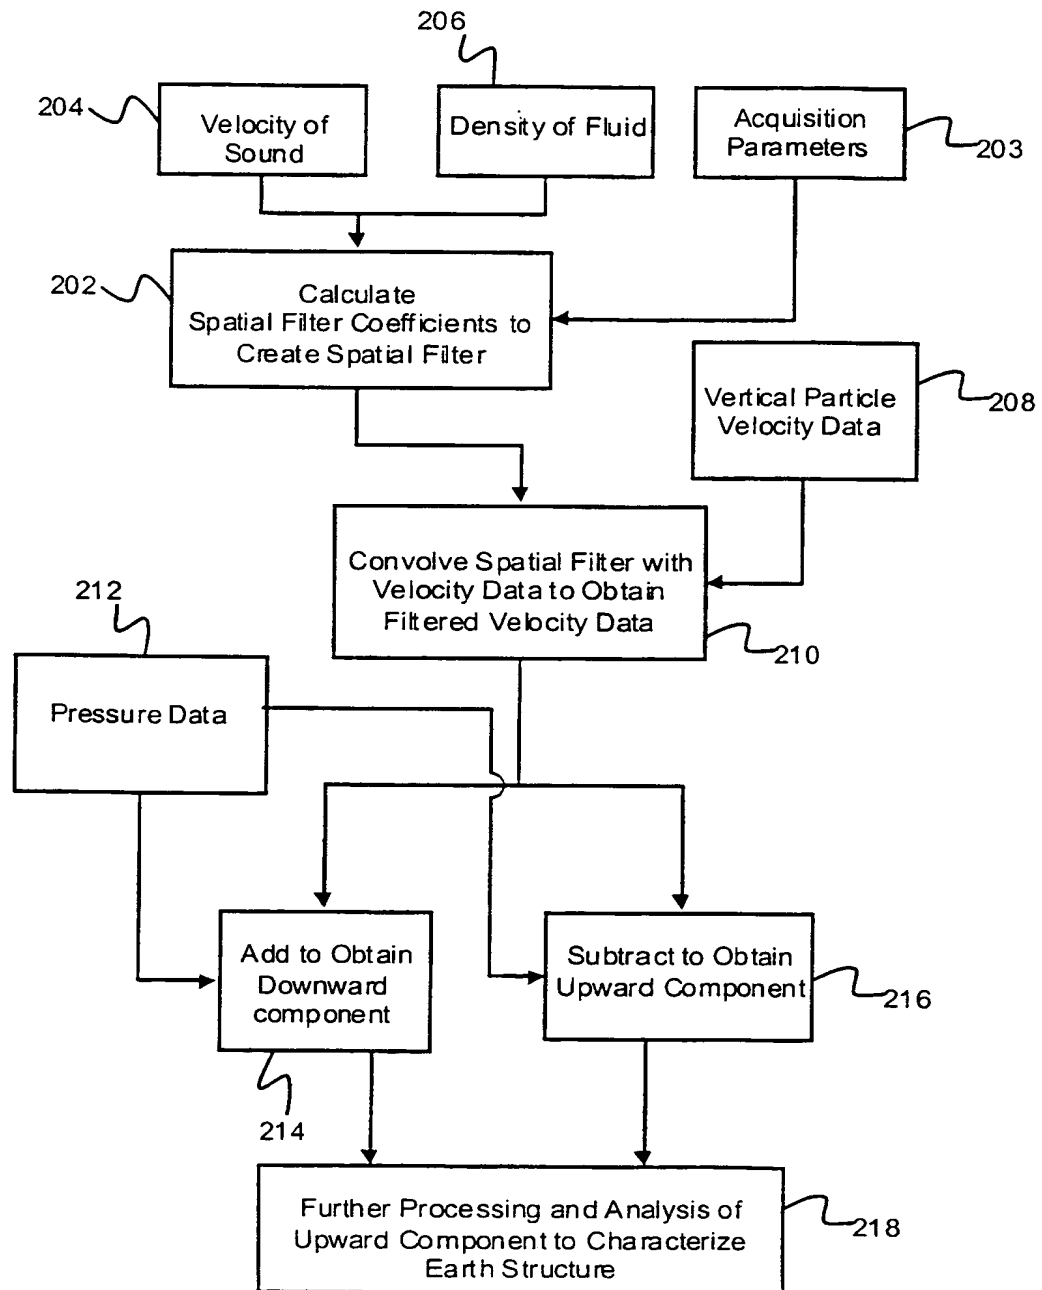 206
204
Velocity of
Sound
Density of Fluid
Acquisition
Parameters
203
202
Calculate
Spatial Filter Coefficients to
Create Spatial Filter
Vertical Particle
Velocity Data
208
Convolve Spatial Filter with
Velocity Data to Obtain
Filtered Velocity Data
210
212
Pressure Data
Add to Obtain
Downward
component
214
Subtract to Obtain
Upward Component
216
Further Processing and Analysis of
Upward Component to Characterize
Earth Structure
218